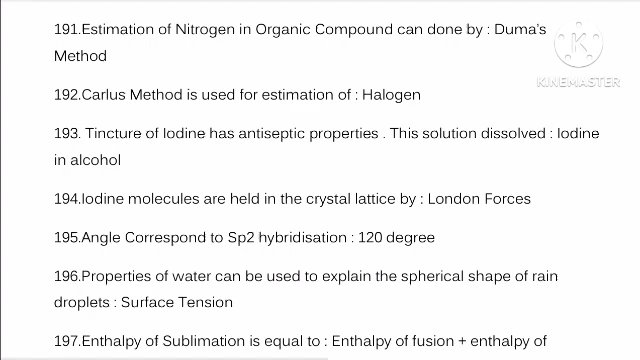 191.Estimation of Nitrogen in Organic Compound can done by : Duma's
Method
192.Carlus Method is used for estimation of : Halogen
193. Tincture of Iodine has antiseptic properties . This solution dissolved : Iodine
in alcohol
194.Iodine molecules are held in the crystal lattice by : London Forces
195.Angle Correspond to Sp2 hybridisation : 120 degree
196.Properties of water can be used to explain the spherical shape of rain
droplets : Surface Tension
197.Enthalpy of Sublimation is equal to : Enthalpy of fusion + enthalpy of
K
KINEMASTER